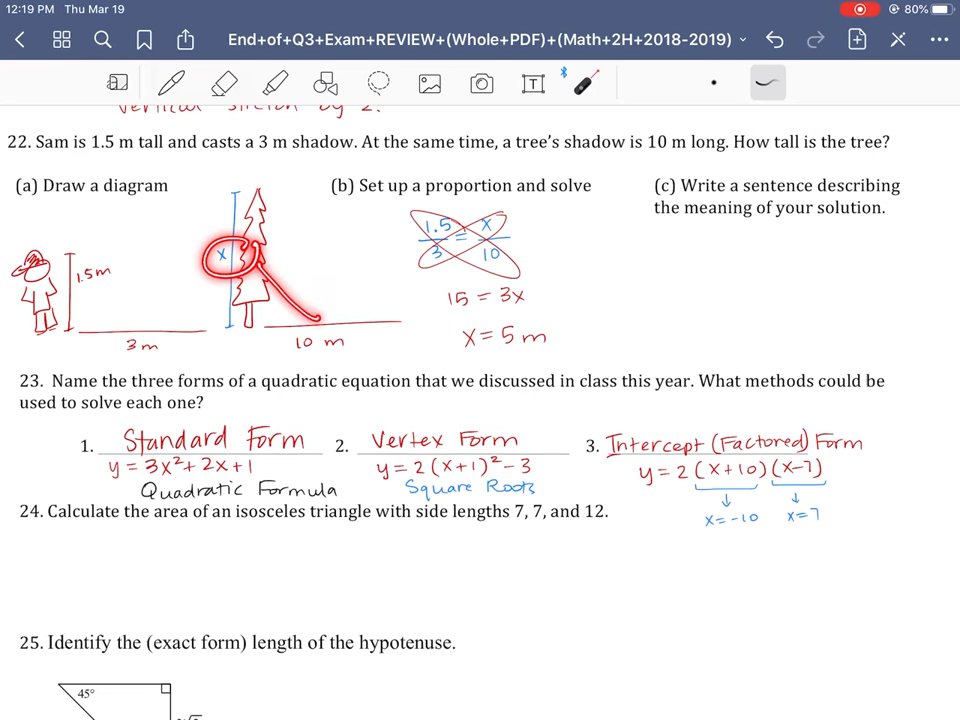 12:19 PM Thu Mar 19
80%
End+of+Q3+Exam+REVIEW+(Whole+PDF)+(Math+2H+2018-2019)
T
Vertical stretch by 2.
22. Sam is 1.5 m tall and casts a 3 m shadow. At the same time, a tree's shadow is 10 m long. How tall is the tree?
(a) Draw a diagram
(b) Set up a proportion and solve
(c) Write a sentence describing
the meaning of your solution.
1.5m
3 m
x
10 m
1.5/3 = x/10
15 = 3x
x = 5 m
23. Name the three forms of a quadratic equation that we discussed in class this year. What methods could be
used to solve each one?
1. Standard Form 2. Vertex Form 3. Intercept (Factored) Form
y = 3x²+2x+1 y = 2(x+1)²-3 y = 2(x+10)(x-7)
Quadratic Formula Square Roots
x=-10 x=7
24. Calculate the area of an isosceles triangle with side lengths 7, 7, and 12.
25. Identify the (exact form) length of the hypotenuse.
45°